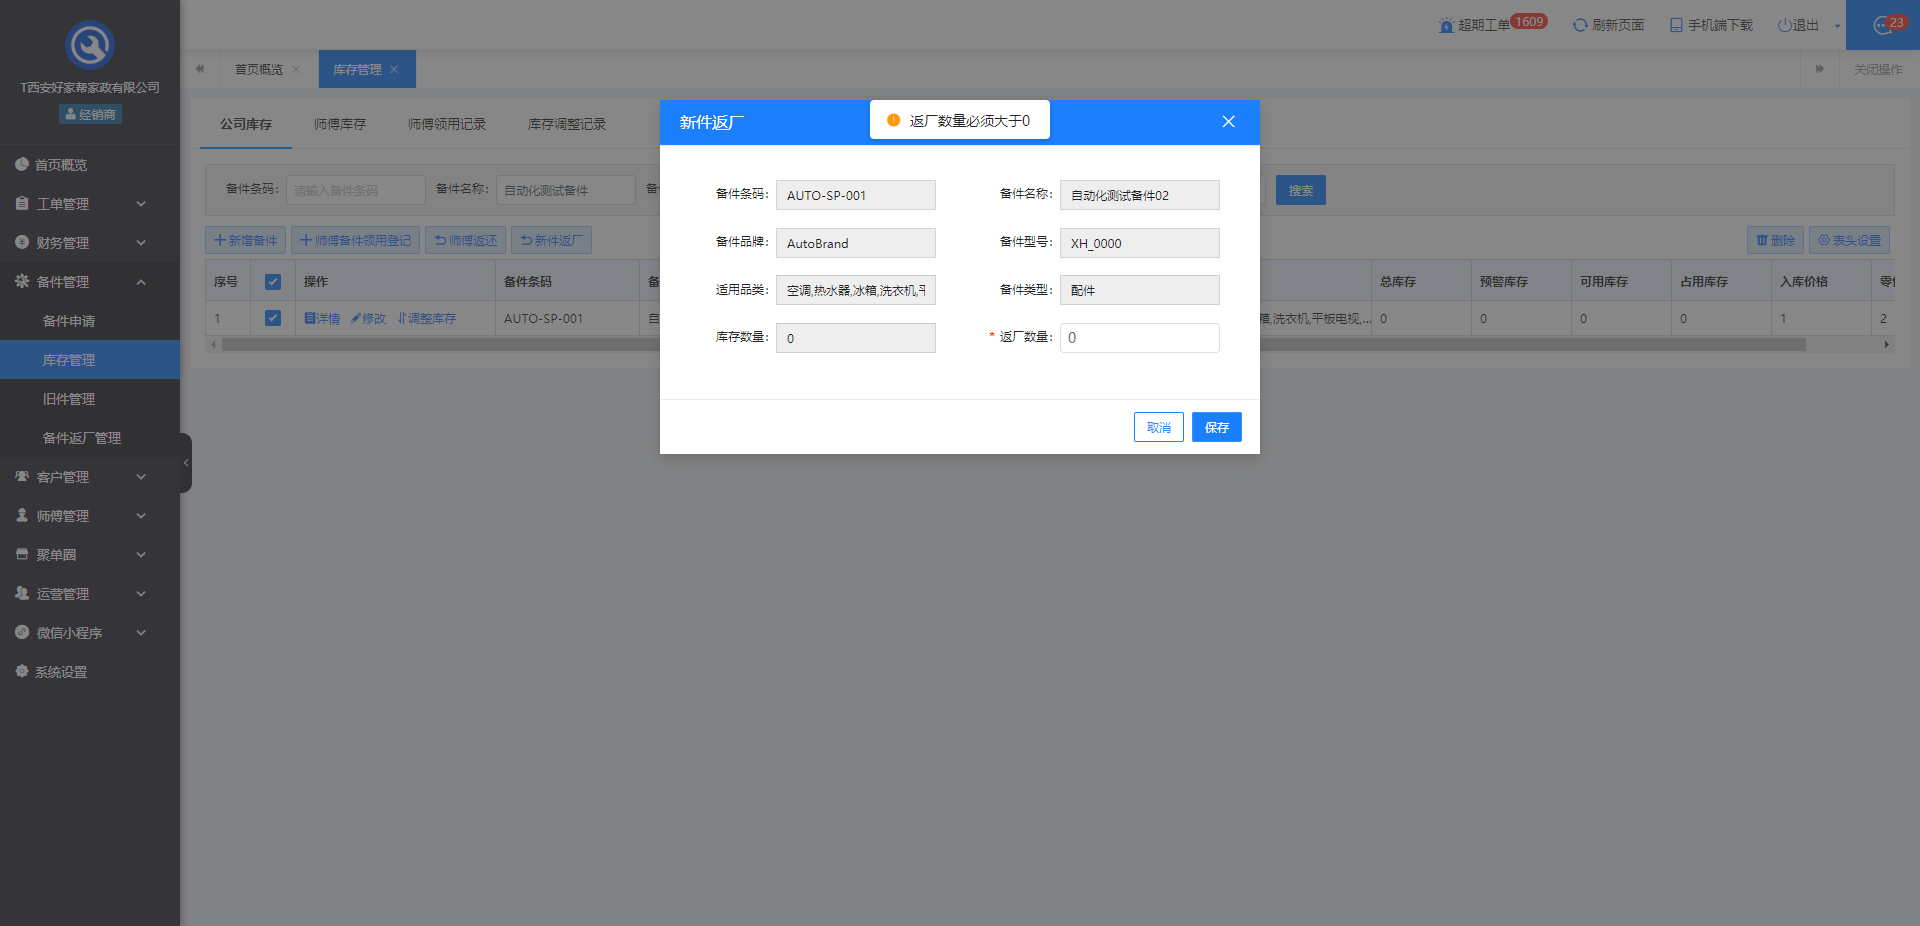 T西安好家帮家政有限公司
经销商
首页概览
工单管理
财务管理
备件管理
备件申请
库存管理
旧件管理
备件返厂管理
客户管理
师傅管理
聚单圈
运营管理
微信小程序
系统设置
超期工单 1609 刷新页面 手机端下载 退出 23
首页概览 库存管理 关闭操作
公司库存 师傅库存 师傅领用记录 库存调整记录
备件条码: 请输入备件条码 备件名称: 自动化测试备件 备 搜索
新增备件 师傅备件领用登记 师傅返还 新件返厂 删除 表头设置
序号 操作 备件条码 备 总库存 预警库存 可用库存 占用库存 入库价格 零
1 详情 修改 调整库存 AUTO-SP-001 自 箱,洗衣机,平板电视,... 0 0 0 0 1 2
新件返厂
返厂数量必须大于0
备件条码: AUTO-SP-001 备件名称: 自动化测试备件02
备件品牌: AutoBrand 备件型号: XH_0000
适用品类: 空调,热水器,冰箱,洗衣机, 备件类型: 配件
库存数量: 0 * 返厂数量: 0
取消 保存